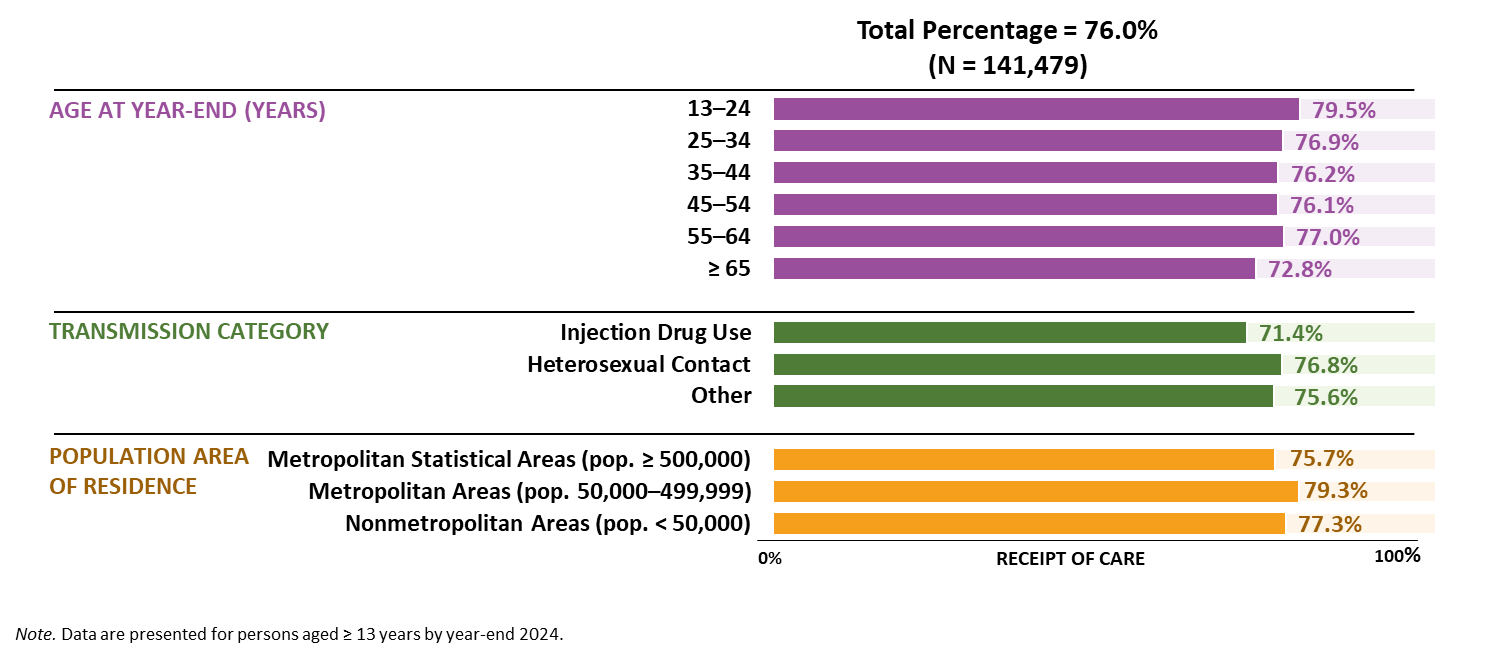 Total Percentage = 76.0%
(N = 141,479)
AGE AT YEAR-END (YEARS)
13–24 79.5%
25–34 76.9%
35–44 76.2%
45–54 76.1%
55–64 77.0%
≥ 65 72.8%
TRANSMISSION CATEGORY
Injection Drug Use 71.4%
Heterosexual Contact 76.8%
Other 75.6%
POPULATION AREA
OF RESIDENCE
Metropolitan Statistical Areas (pop. ≥ 500,000) 75.7%
Metropolitan Areas (pop. 50,000–499,999) 79.3%
Nonmetropolitan Areas (pop. < 50,000) 77.3%
0% RECEIPT OF CARE 100%
Note. Data are presented for persons aged ≥ 13 years by year-end 2024.